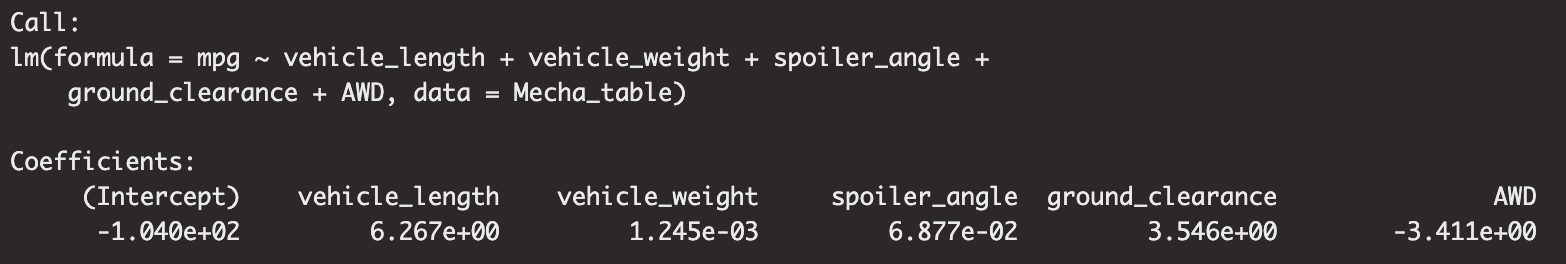 Call:
lm(formula = mpg ~ vehicle_length + vehicle_weight + spoiler_angle +
    ground_clearance + AWD, data = Mecha_table)

Coefficients:
     (Intercept)    vehicle_length    vehicle_weight     spoiler_angle  ground_clearance               AWD
      -1.040e+02         6.267e+00         1.245e-03         6.877e-02         3.546e+00        -3.411e+00